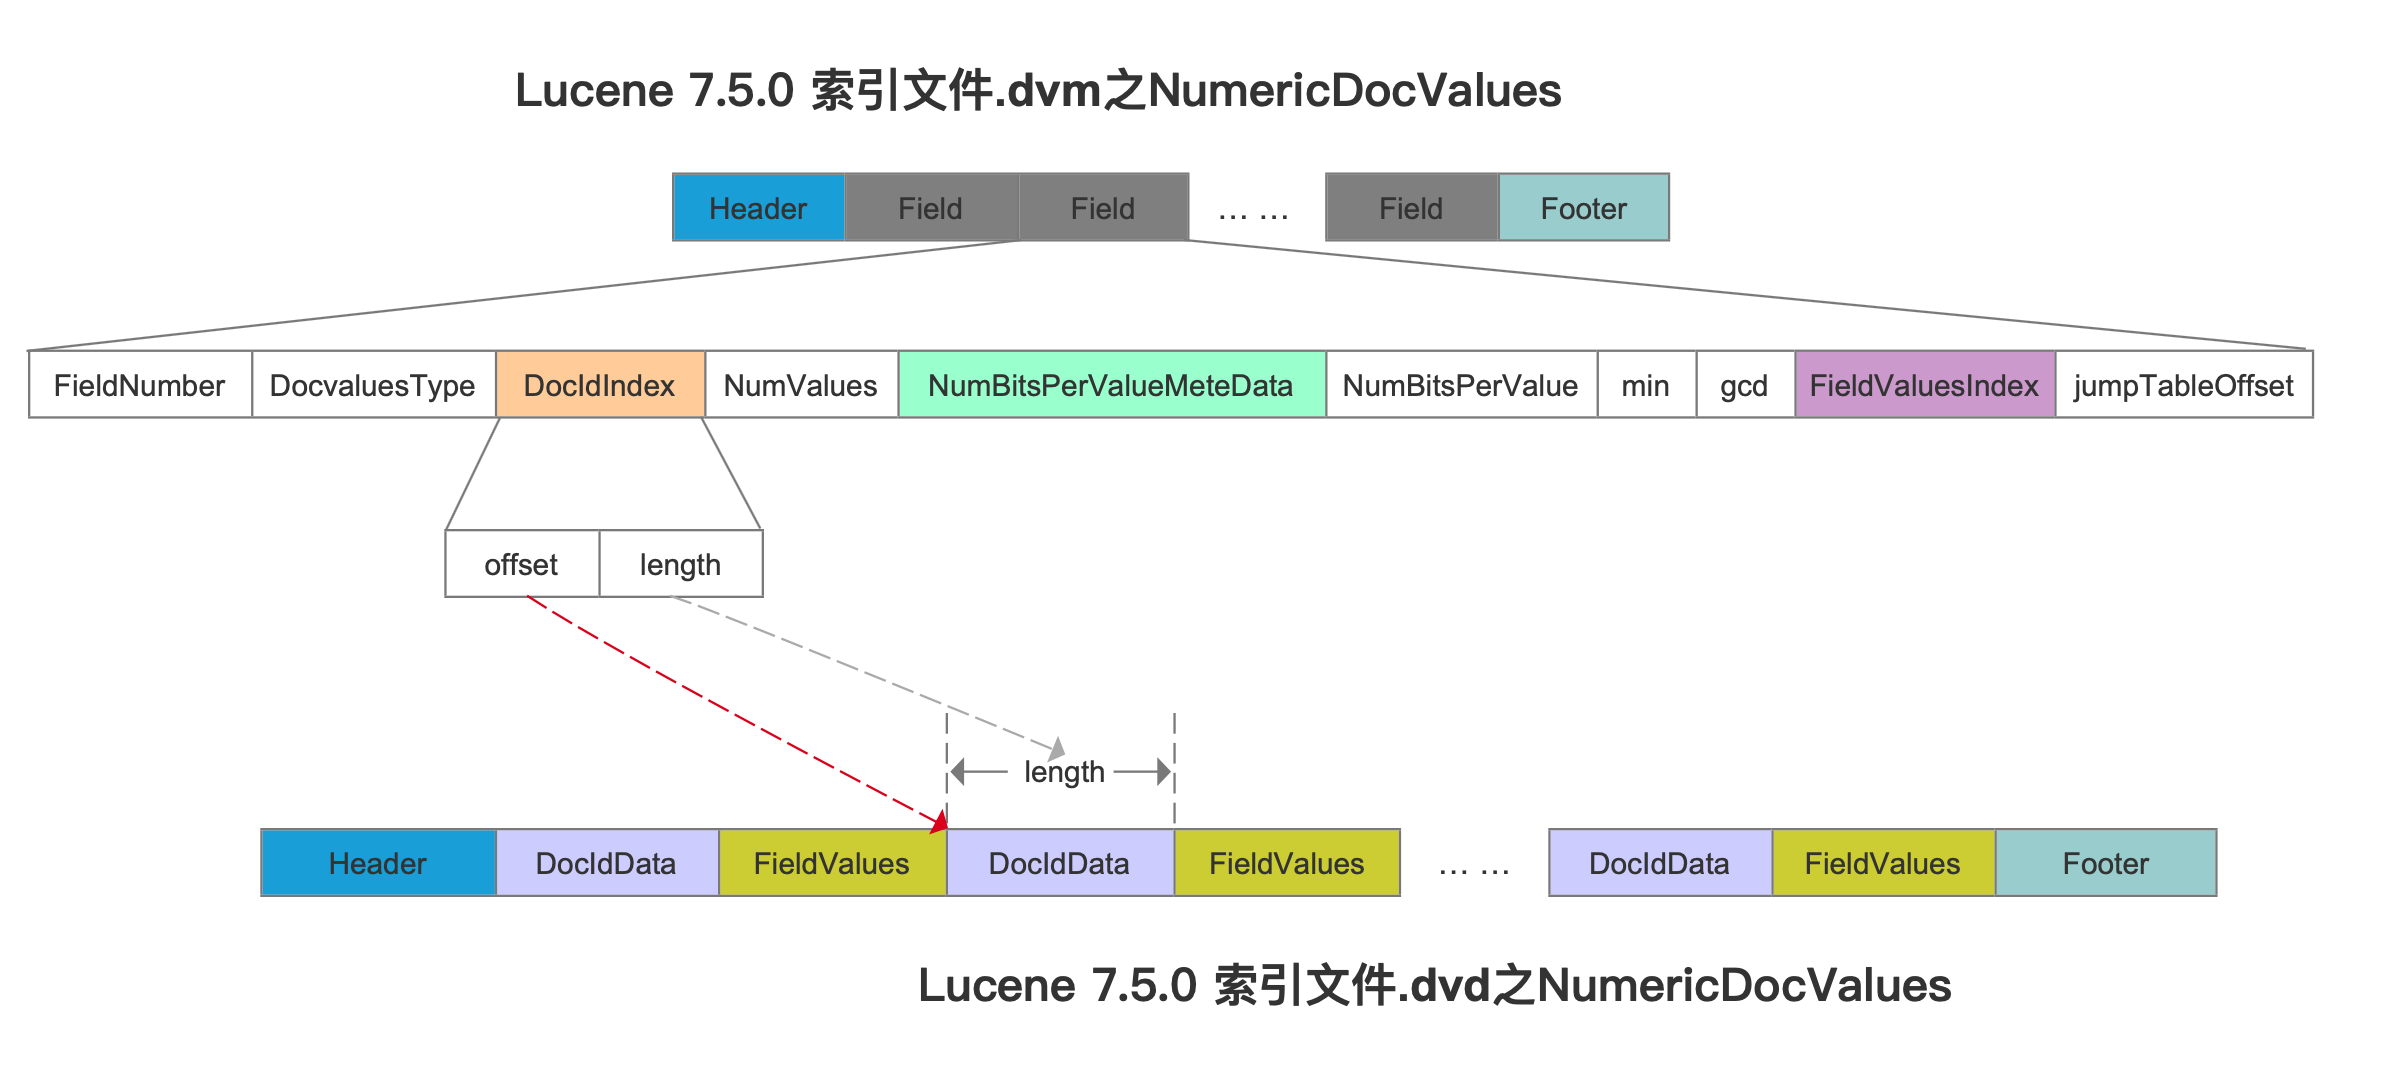 Lucene 7.5.0 索引文件.dvm之NumericDocValues
Header Field Field ... ... Field Footer
FieldNumber DocvaluesType DocIdIndex NumValues NumBitsPerValueMeteData NumBitsPerValue min gcd FieldValuesIndex jumpTableOffset
offset length
length
Header DocIdData FieldValues DocIdData FieldValues ... ... DocIdData FieldValues Footer
Lucene 7.5.0 索引文件.dvd之NumericDocValues